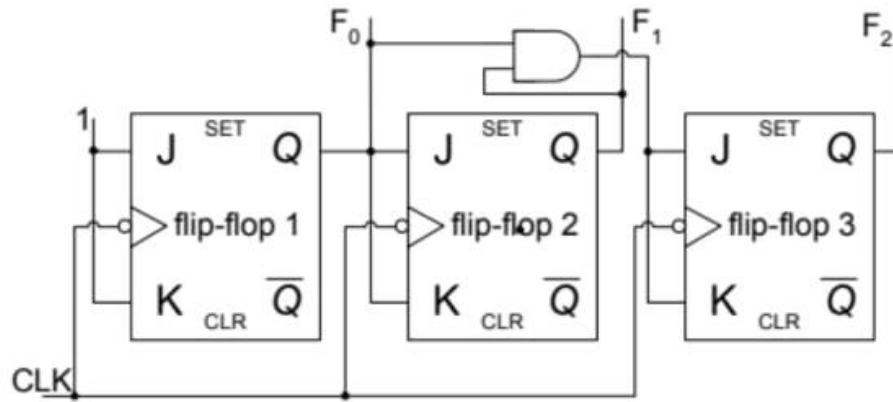 F₀ F₁ F₂
1
SET SET SET
J Q J Q J Q
flip-flop 1 flip-flop 2 flip-flop 3
K Q̅ K Q̅ K Q̅
CLR CLR CLR
CLK